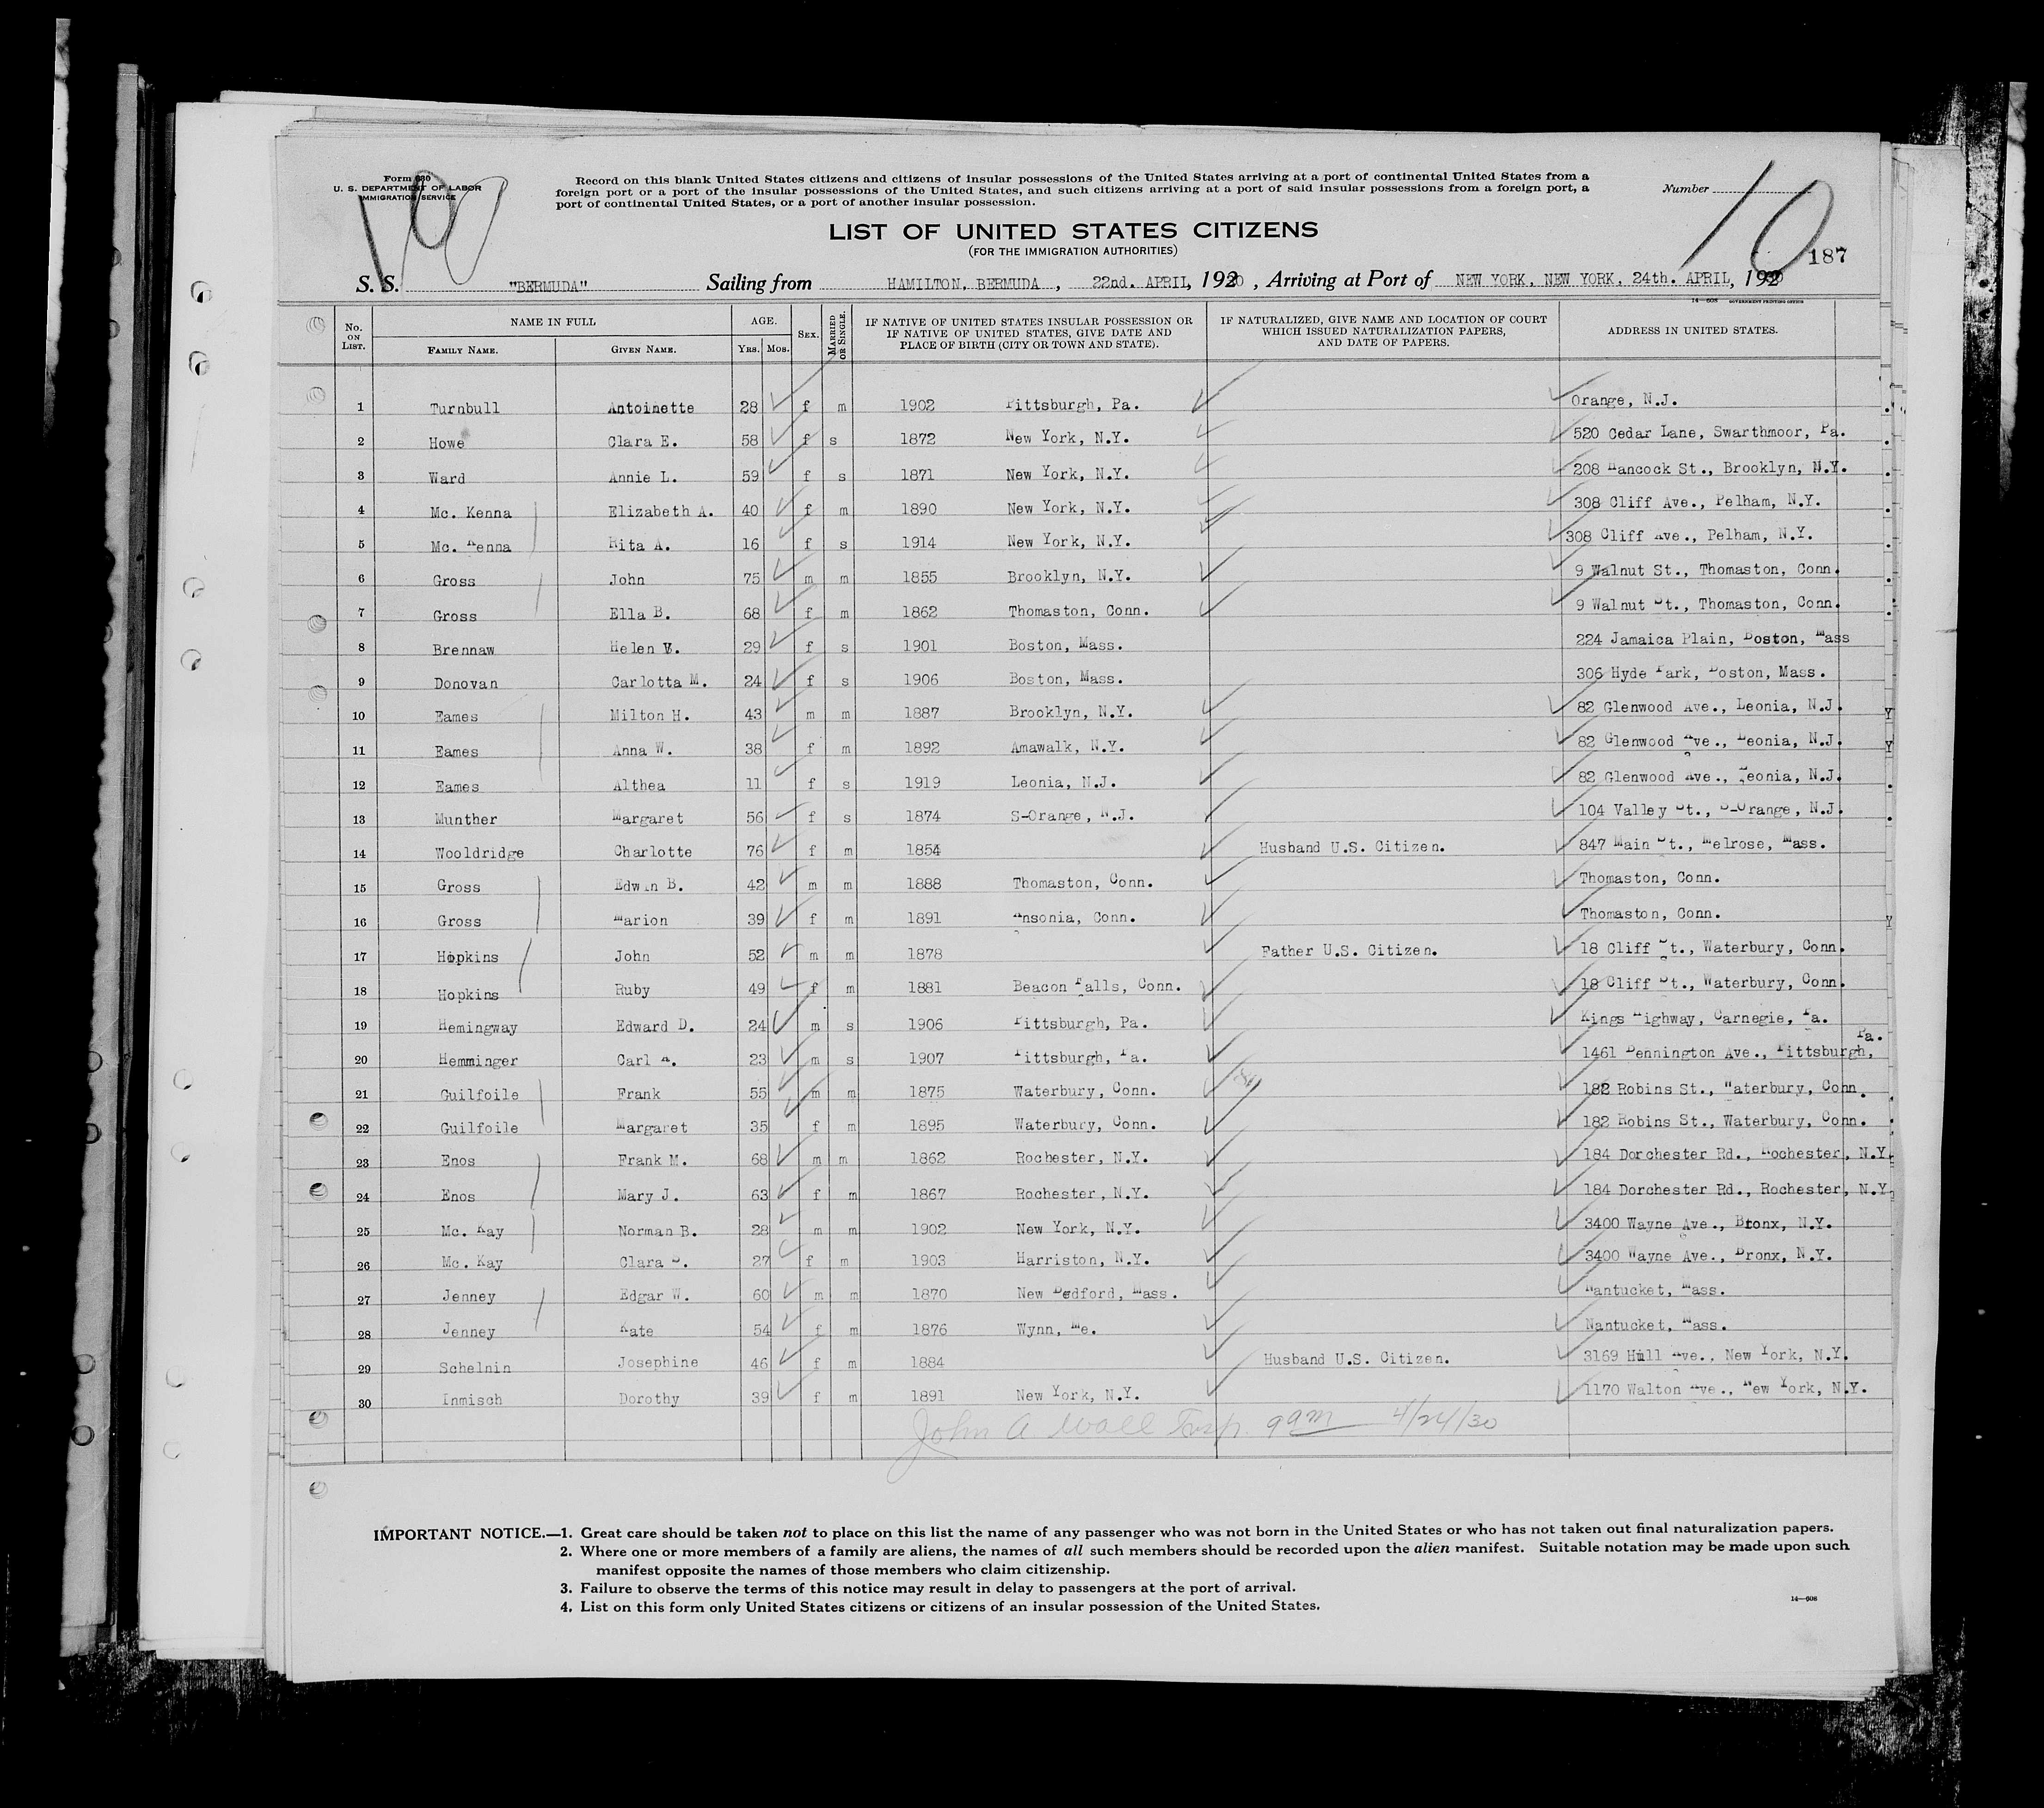 Form 630
U. S. DEPARTMENT OF LABOR
IMMIGRATION SERVICE
Record on this blank United States citizens and citizens of insular possessions of the United States arriving at a port of continental United States from a
foreign port or a port of the insular possessions of the United States, and such citizens arriving at a port of said insular possessions from a foreign port, a
port of continental United States, or a port of another insular possession.
Number 10
187
LIST OF UNITED STATES CITIZENS
(FOR THE IMMIGRATION AUTHORITIES)
S. S. "BERMUDA" Sailing from HAMILTON, BERMUDA , 22nd. APRIL, 1930 , Arriving at Port of NEW YORK, NEW YORK, 24th. APRIL, 1930
14—608 GOVERNMENT PRINTING OFFICE
No. ON LIST. NAME IN FULL FAMILY NAME. GIVEN NAME. AGE. YRS. MOS. SEX. MARRIED OR SINGLE. IF NATIVE OF UNITED STATES INSULAR POSSESSION OR IF NATIVE OF UNITED STATES, GIVE DATE AND PLACE OF BIRTH (CITY OR TOWN AND STATE). IF NATURALIZED, GIVE NAME AND LOCATION OF COURT WHICH ISSUED NATURALIZATION PAPERS, AND DATE OF PAPERS. ADDRESS IN UNITED STATES.
1 Turnbull Antoinette 28 f m 1902 Pittsburgh, Pa. Orange, N.J.
2 Howe Clara E. 58 f s 1872 New York, N.Y. 520 Cedar Lane, Swarthmoor, Pa.
3 Ward Annie L. 59 f s 1871 New York, N.Y. 208 Hancock St., Brooklyn, N.Y.
4 Mc. Kenna Elizabeth A. 40 f m 1890 New York, N.Y. 308 Cliff Ave., Pelham, N.Y.
5 Mc. Kenna Rita A. 16 f s 1914 New York, N.Y. 308 Cliff Ave., Pelham, N.Y.
6 Gross John 75 m m 1855 Brooklyn, N.Y. 9 Walnut St., Thomaston, Conn.
7 Gross Ella B. 68 f m 1862 Thomaston, Conn. 9 Walnut St., Thomaston, Conn.
8 Brennaw Helen 29 f s 1901 Boston, Mass. 224 Jamaica Plain, Boston, Mass
9 Donovan Carlotta M. 24 f s 1906 Boston, Mass. 306 Hyde Park, Boston, Mass.
10 Eames Milton H. 43 m m 1887 Brooklyn, N.Y. 82 Glenwood Ave., Leonia, N.J.
11 Eames Anna W. 38 f m 1892 Amawalk, N.Y. 82 Glenwood Ave., Leonia, N.J.
12 Eames Althea 11 f s 1919 Leonia, N.J. 82 Glenwood Ave., Leonia, N.J.
13 Munther Margaret 56 f s 1874 S-Orange, N.J. 104 Valley St., S-Orange, N.J.
14 Wooldridge Charlotte 76 f m 1854 Husband U.S. Citizen. 847 Main St., Melrose, Mass.
15 Gross Edwin B. 42 m m 1888 Thomaston, Conn. Thomaston, Conn.
16 Gross Marion 39 f m 1891 Ansonia, Conn. Thomaston, Conn.
17 Hopkins John 52 m m 1878 Father U.S. Citizen. 18 Cliff St., Waterbury, Conn.
18 Hopkins Ruby 49 f m 1881 Beacon Falls, Conn. 18 Cliff St., Waterbury, Conn.
19 Hemingway Edward D. 24 m s 1906 Pittsburgh, Pa. Kings Highway, Carnegie, Pa.
20 Hemminger Carl A. 23 m s 1907 Pittsburgh, Pa. 1461 Pennington Ave., Pittsburgh, Pa.
21 Guilfoile Frank 55 m m 1875 Waterbury, Conn. 182 Robins St., Waterbury, Conn.
22 Guilfoile Margaret 35 f m 1895 Waterbury, Conn. 182 Robins St., Waterbury, Conn.
23 Enos Frank M. 68 m m 1862 Rochester, N.Y. 184 Dorchester Rd., Rochester, N.Y.
24 Enos Mary J. 63 f m 1867 Rochester, N.Y. 184 Dorchester Rd., Rochester, N.Y.
25 Mc. Kay Norman B. 28 m m 1902 New York, N.Y. 3400 Wayne Ave., Bronx, N.Y.
26 Mc. Kay Clara 27 f m 1903 Harriston, N.Y. 3400 Wayne Ave., Bronx, N.Y.
27 Jenney Edgar W. 60 m m 1870 New Bedford, Mass. Nantucket, Mass.
28 Jenney Kate 54 f m 1876 Wynn, Me. Nantucket, Mass.
29 Schelnin Josephine 46 f m 1884 Husband U.S. Citizen. 3169 Hull Ave., New York, N.Y.
30 Inmisch Dorothy 39 f m 1891 New York, N.Y. 1170 Walton Ave., New York, N.Y.
John A Wall Insp. 9 am 4/24/30
IMPORTANT NOTICE.—1. Great care should be taken not to place on this list the name of any passenger who was not born in the United States or who has not taken out final naturalization papers.
2. Where one or more members of a family are aliens, the names of all such members should be recorded upon the alien manifest. Suitable notation may be made upon such
manifest opposite the names of those members who claim citizenship.
3. Failure to observe the terms of this notice may result in delay to passengers at the port of arrival.
4. List on this form only United States citizens or citizens of an insular possession of the United States.
14—608